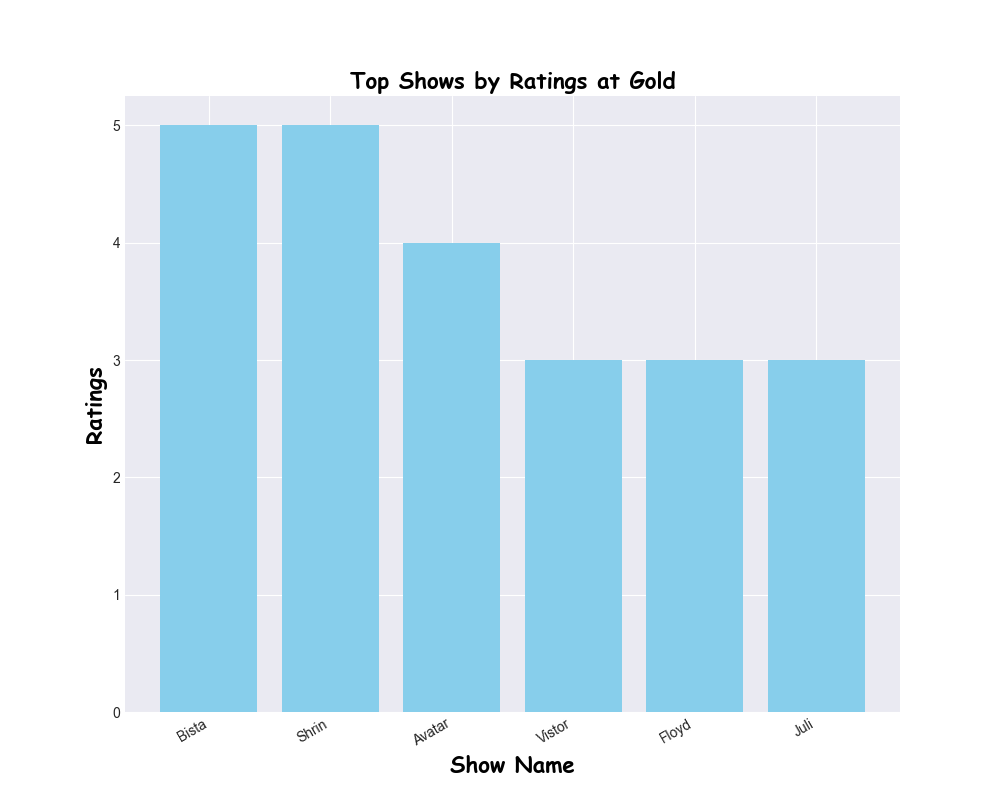 Top Shows by Ratings at Gold
Ratings
5
4
3
2
1
0
Bista
Shrin
Avatar
Vistor
Floyd
Juli
Show Name